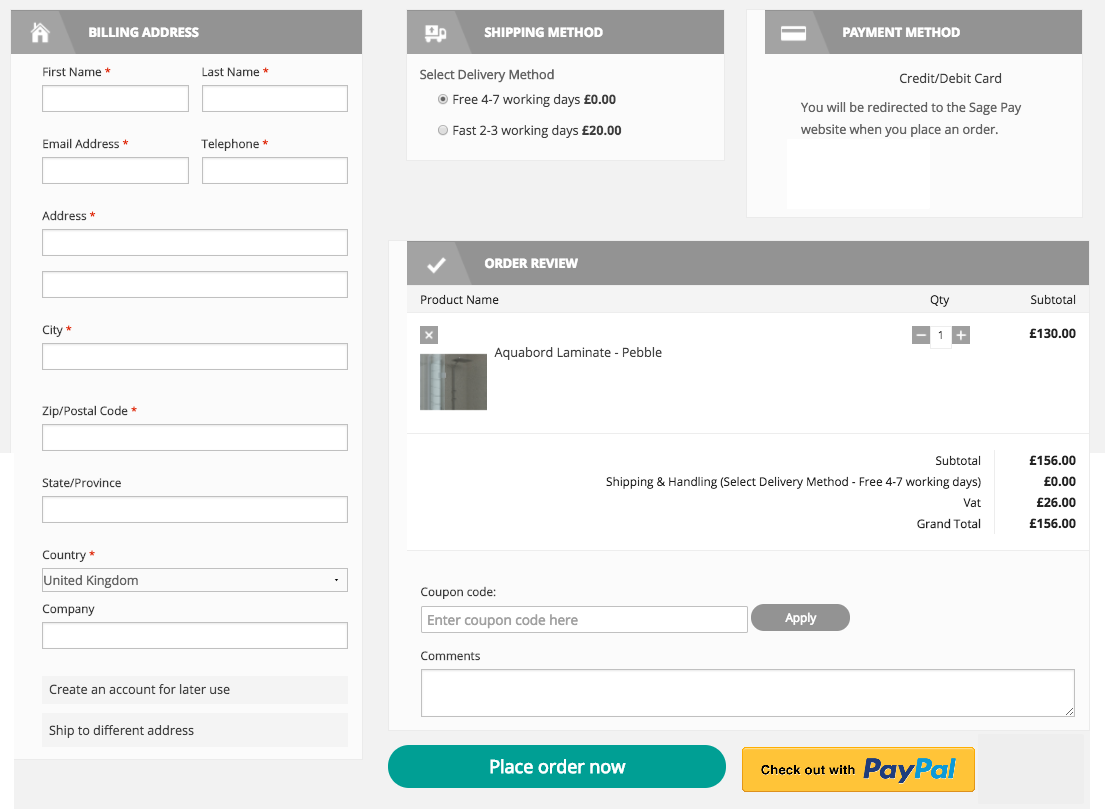 BILLING ADDRESS
First Name *
Last Name *
Email Address *
Telephone *
Address *
City *
Zip/Postal Code *
State/Province
Country *
United Kingdom
Company
Create an account for later use
Ship to different address
SHIPPING METHOD
Select Delivery Method
Free 4-7 working days £0.00
Fast 2-3 working days £20.00
PAYMENT METHOD
Credit/Debit Card
You will be redirected to the Sage Pay
website when you place an order.
ORDER REVIEW
Product Name Qty Subtotal
Aquabord Laminate - Pebble 1 £130.00
Subtotal £156.00
Shipping & Handling (Select Delivery Method - Free 4-7 working days) £0.00
Vat £26.00
Grand Total £156.00
Coupon code:
Enter coupon code here
Apply
Comments
Place order now
Check out with PayPal